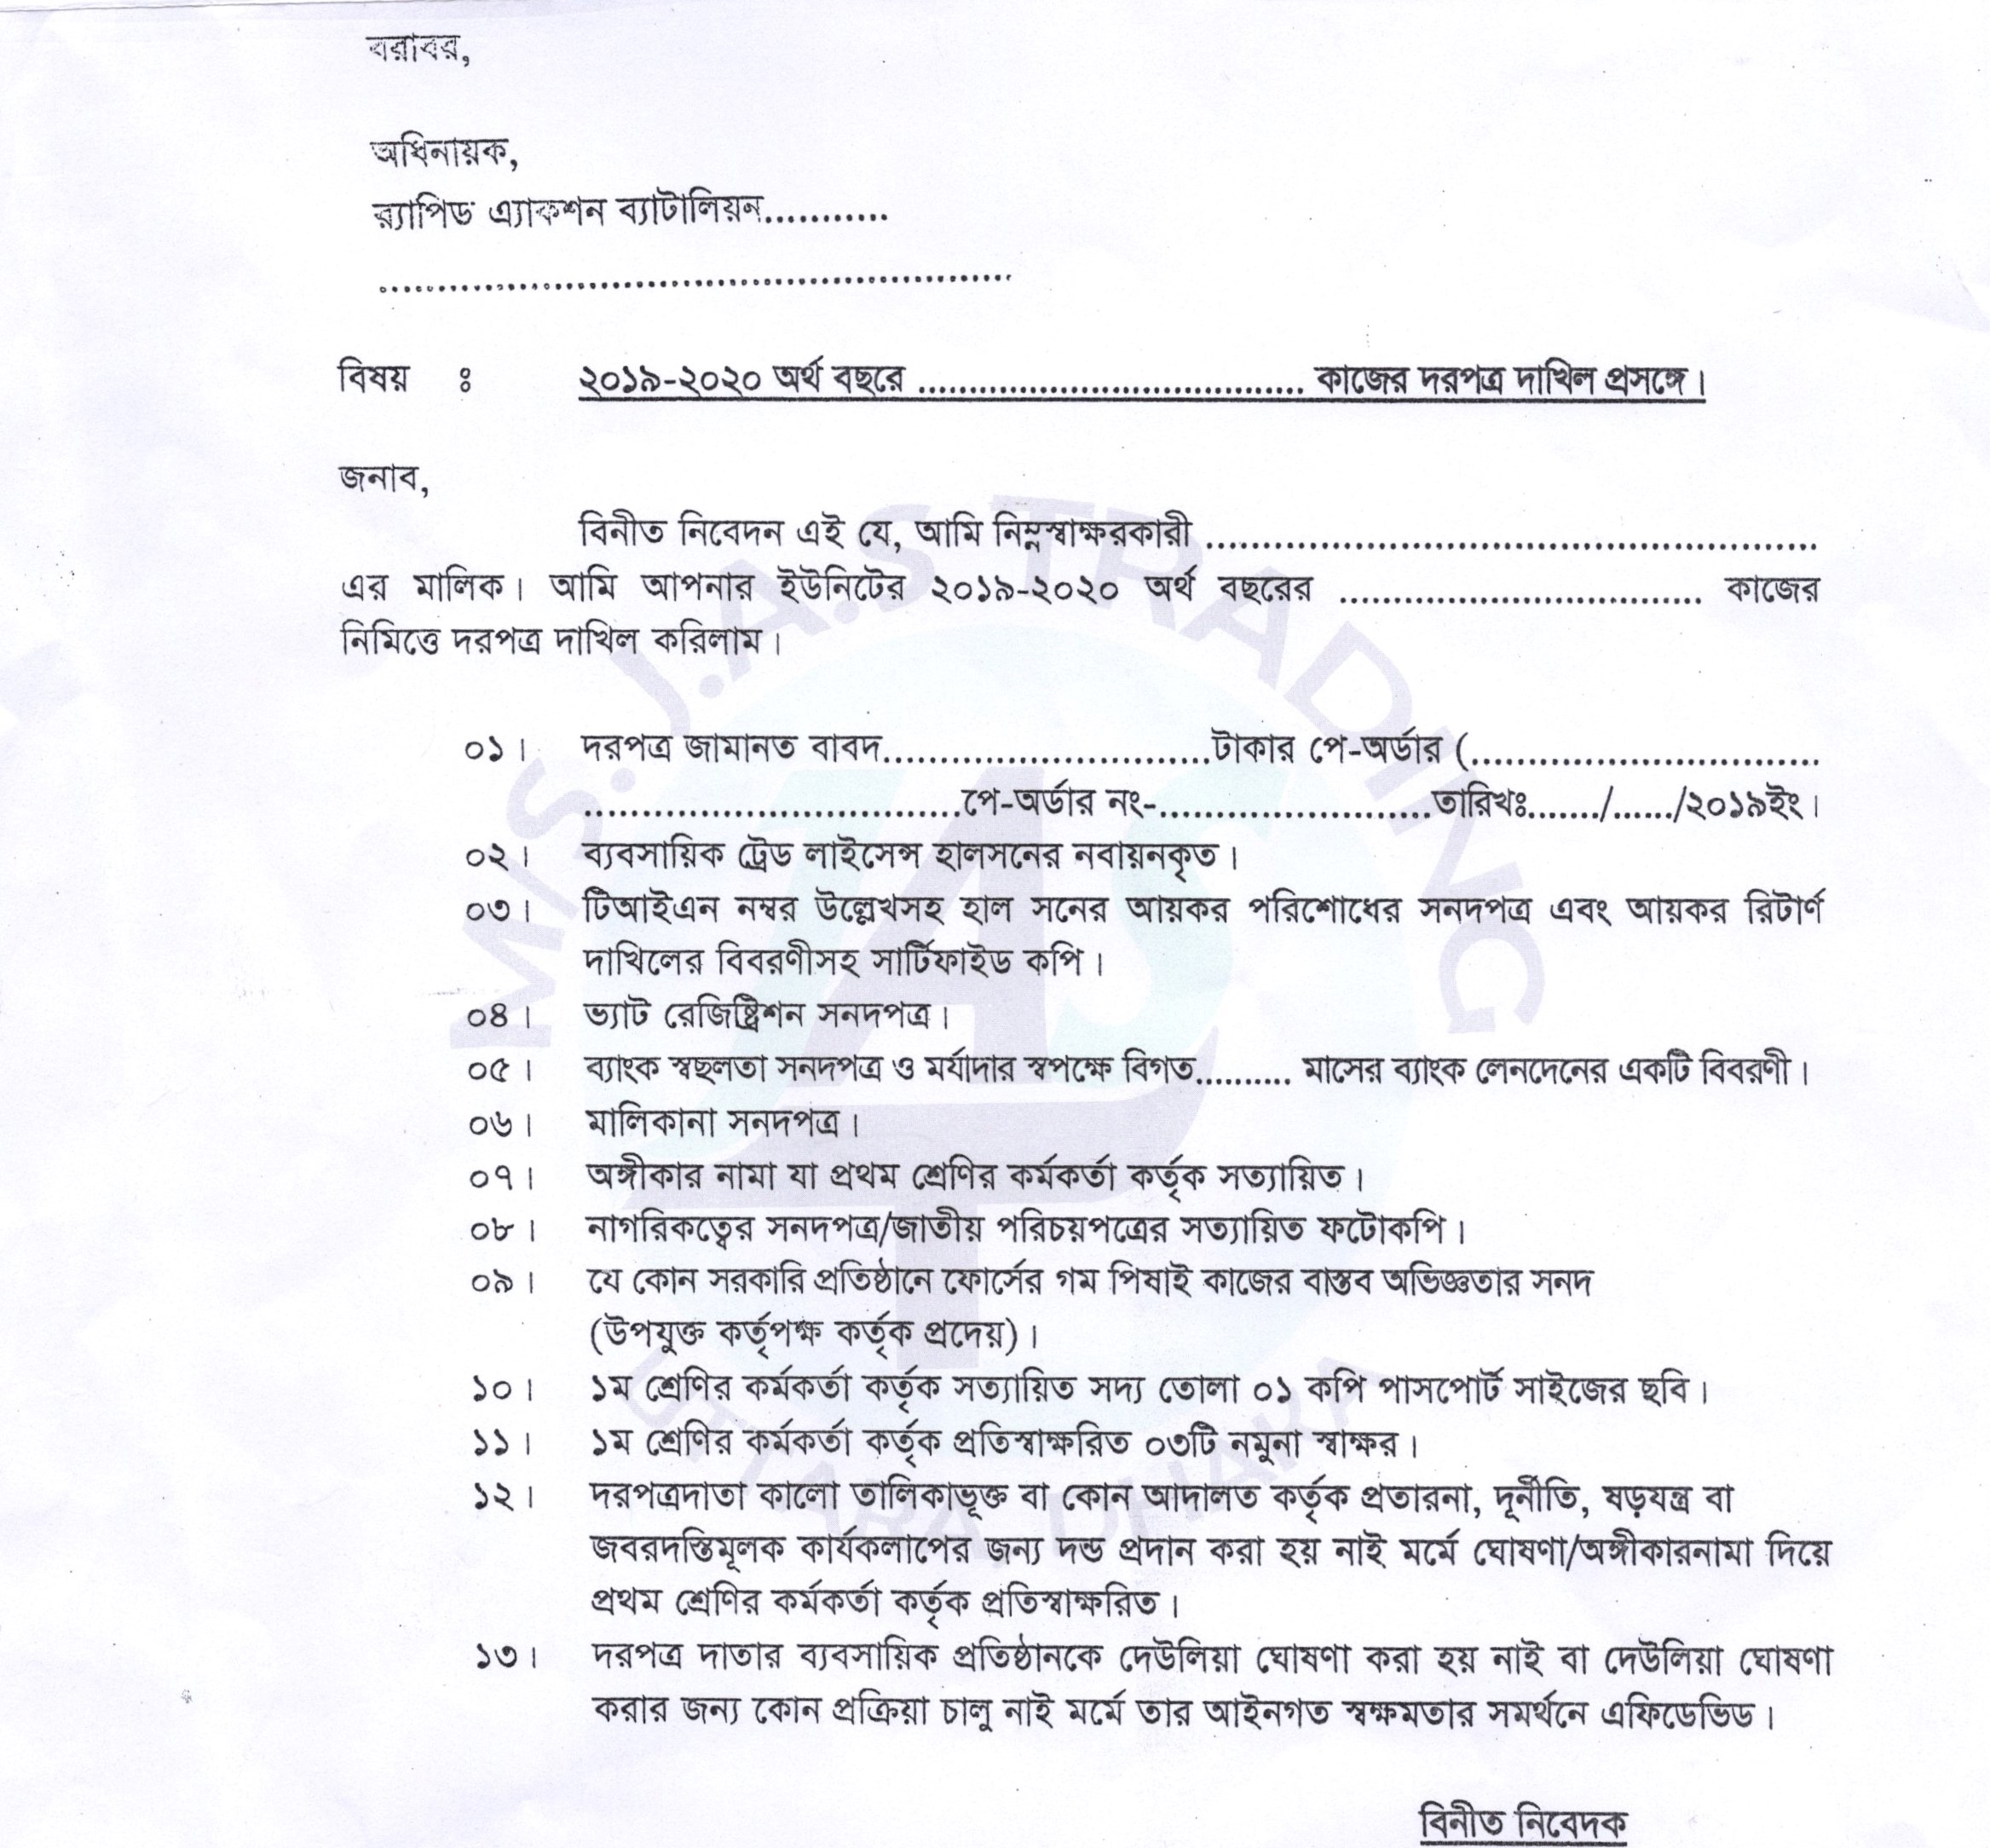 বরাবর,
অধিনায়ক,
র‍্যাপিড এ্যাকশন ব্যাটালিয়ন...........
................................................................
বিষয় ঃ ২০১৯-২০২০ অর্থ বছরে ....................................... কাজের দরপত্র দাখিল প্রসঙ্গে।
জনাব,
বিনীত নিবেদন এই যে, আমি নিম্নস্বাক্ষরকারী ..............................................................
এর মালিক। আমি আপনার ইউনিটের ২০১৯-২০২০ অর্থ বছরের ..................................... কাজের
নিমিত্তে দরপত্র দাখিল করিলাম।
০১। দরপত্র জামানত বাবদ.................................টাকার পে-অর্ডার (...................................
......................................পে-অর্ডার নং-...........................তারিখঃ......./....../২০১৯ইং।
০২। ব্যবসায়িক ট্রেড লাইসেন্স হালসনের নবায়নকৃত।
০৩। টিআইএন নম্বর উল্লেখসহ হাল সনের আয়কর পরিশোধের সনদপত্র এবং আয়কর রিটার্ণ
দাখিলের বিবরণীসহ সার্টিফাইড কপি।
০৪। ভ্যাট রেজিষ্ট্রিশন সনদপত্র।
০৫। ব্যাংক স্বছলতা সনদপত্র ও মর্যাদার স্বপক্ষে বিগত.......... মাসের ব্যাংক লেনদেনের একটি বিবরণী।
০৬। মালিকানা সনদপত্র।
০৭। অঙ্গীকার নামা যা প্রথম শ্রেণির কর্মকর্তা কর্তৃক সত্যায়িত।
০৮। নাগরিকত্বের সনদপত্র/জাতীয় পরিচয়পত্রের সত্যায়িত ফটোকপি।
০৯। যে কোন সরকারি প্রতিষ্ঠানে ফোর্সের গম পিষাই কাজের বাস্তব অভিজ্ঞতার সনদ
(উপযুক্ত কর্তৃপক্ষ কর্তৃক প্রদেয়)।
১০। ১ম শ্রেণির কর্মকর্তা কর্তৃক সত্যায়িত সদ্য তোলা ০১ কপি পাসপোর্ট সাইজের ছবি।
১১। ১ম শ্রেণির কর্মকর্তা কর্তৃক প্রতিস্বাক্ষরিত ০৩টি নমুনা স্বাক্ষর।
১২। দরপত্রদাতা কালো তালিকাভূক্ত বা কোন আদালত কর্তৃক প্রতারনা, দূর্নীতি, ষড়যন্ত্র বা
জবরদস্তিমূলক কার্যকলাপের জন্য দন্ড প্রদান করা হয় নাই মর্মে ঘোষণা/অঙ্গীকারনামা দিয়ে
প্রথম শ্রেণির কর্মকর্তা কর্তৃক প্রতিস্বাক্ষরিত।
১৩। দরপত্র দাতার ব্যবসায়িক প্রতিষ্ঠানকে দেউলিয়া ঘোষণা করা হয় নাই বা দেউলিয়া ঘোষণা
করার জন্য কোন প্রক্রিয়া চালু নাই মর্মে তার আইনগত স্বক্ষমতার সমর্থনে এফিডেভিড।
বিনীত নিবেদক
M/S. J.A.S TRADING
UTTARA DHAKA